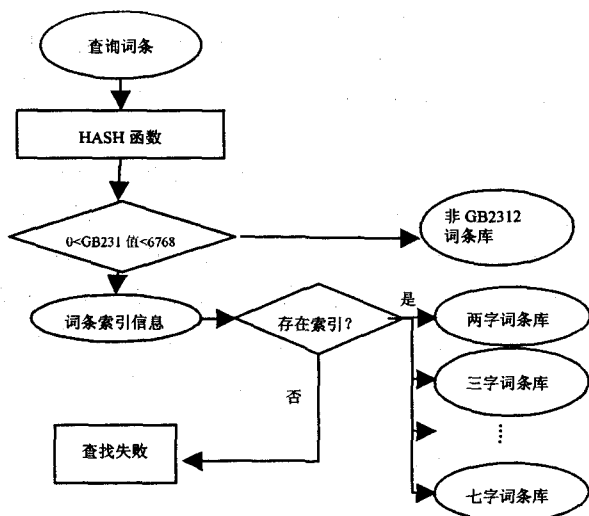 查询词条
HASH 函数
0<GB231 值<6768
非 GB2312
词条库
词条索引信息
存在索引？
是
两字词条库
三字词条库
否
查找失败
⋮
七字词条库